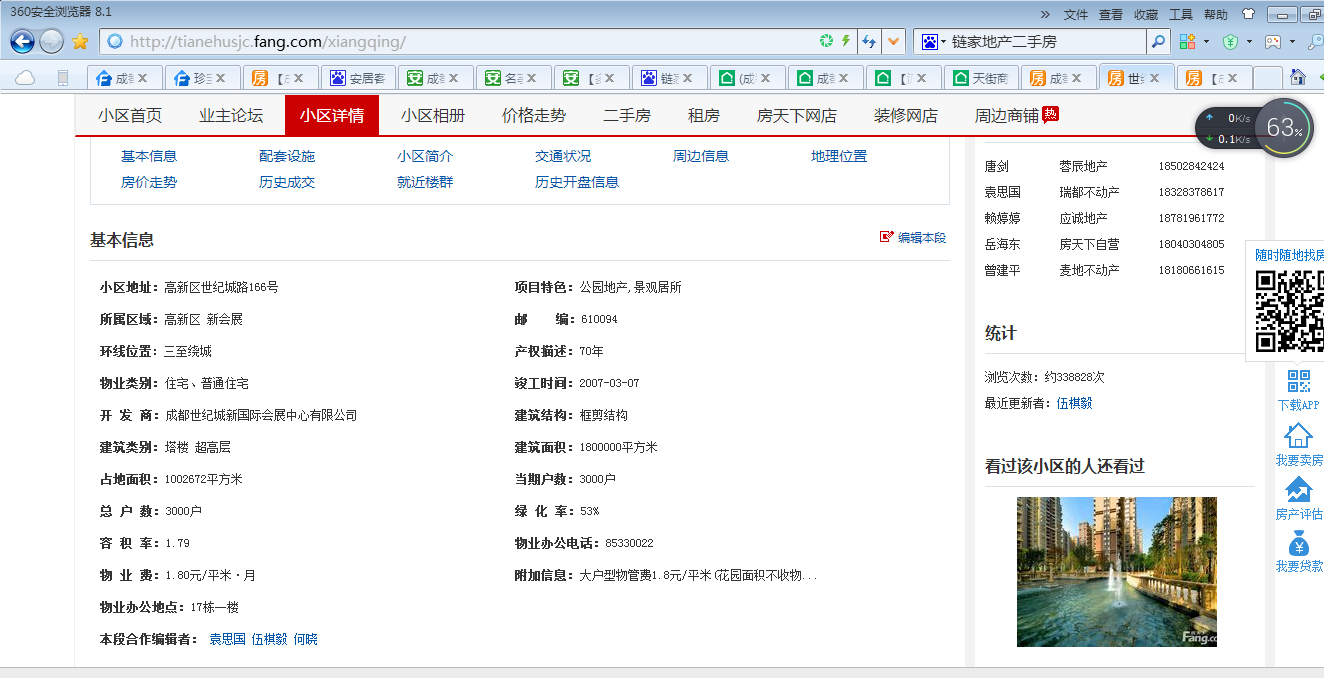 360安全浏览器 8.1
» 文件 查看 收藏 工具 帮助
http://tianehusjc.fang.com/xiangqing/
链家地产二手房
安居客
天街商
小区首页 业主论坛 小区详情 小区相册 价格走势 二手房 租房 房天下网店 装修网店 周边商铺 热
0K/s
0.1K/s
63%
基本信息 配套设施 小区简介 交通状况 周边信息 地理位置
房价走势 历史成交 就近楼群 历史开盘信息
基本信息
编辑本段
小区地址：高新区世纪城路166号
项目特色：公园地产,景观居所
所属区域：高新区 新会展
邮 编：610094
环线位置：三至绕城
产权描述：70年
物业类别：住宅、普通住宅
竣工时间：2007-03-07
开 发 商：成都世纪城新国际会展中心有限公司
建筑结构：框剪结构
建筑类别：塔楼 超高层
建筑面积：1800000平方米
占地面积：1002672平方米
当期户数：3000户
总 户 数：3000户
绿 化 率：53%
容 积 率：1.79
物业办公电话：85330022
物 业 费：1.80元/平米·月
附加信息：大户型物管费1.8元/平米(花园面积不收物...
物业办公地点：17栋一楼
本段合作编辑者： 袁思国 伍棋毅 何晓
唐剑 蓉辰地产 18502842424
袁思国 瑞都不动产 18328378617
赖婷婷 应诚地产 18781961772
岳海东 房天下自营 18040304805
曾建平 麦地不动产 18180661615
统计
浏览次数：约338828次
最近更新者：伍棋毅
看过该小区的人还看过
随时随地找房
下载APP
我要卖房
房产评估
我要贷款